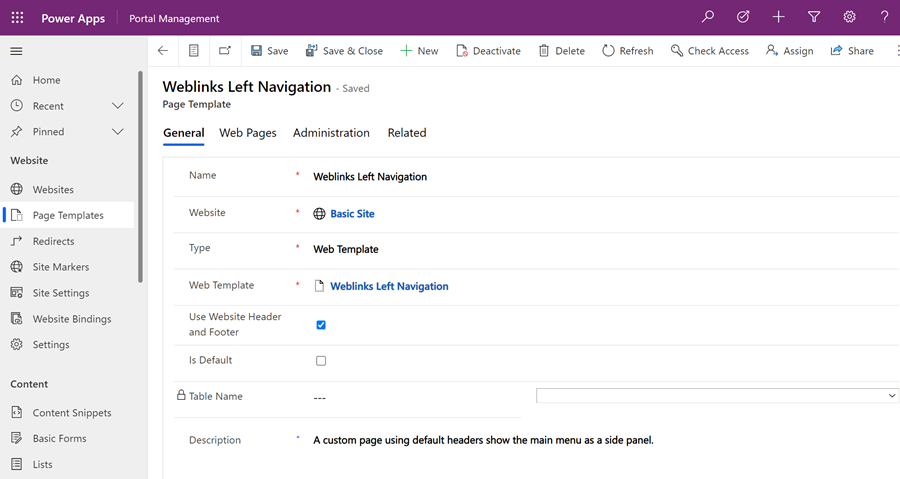 Power Apps Portal Management
Save Save & Close New Deactivate Delete Refresh Check Access Assign Share
Home
Recent
Pinned
Website
Websites
Page Templates
Redirects
Site Markers
Site Settings
Website Bindings
Settings
Content
Content Snippets
Basic Forms
Lists
Weblinks Left Navigation - Saved
Page Template
General Web Pages Administration Related
Name * Weblinks Left Navigation
Website * Basic Site
Type * Web Template
Web Template * Weblinks Left Navigation
Use Website Header
and Footer
Is Default
Table Name ---
Description * A custom page using default headers show the main menu as a side panel.